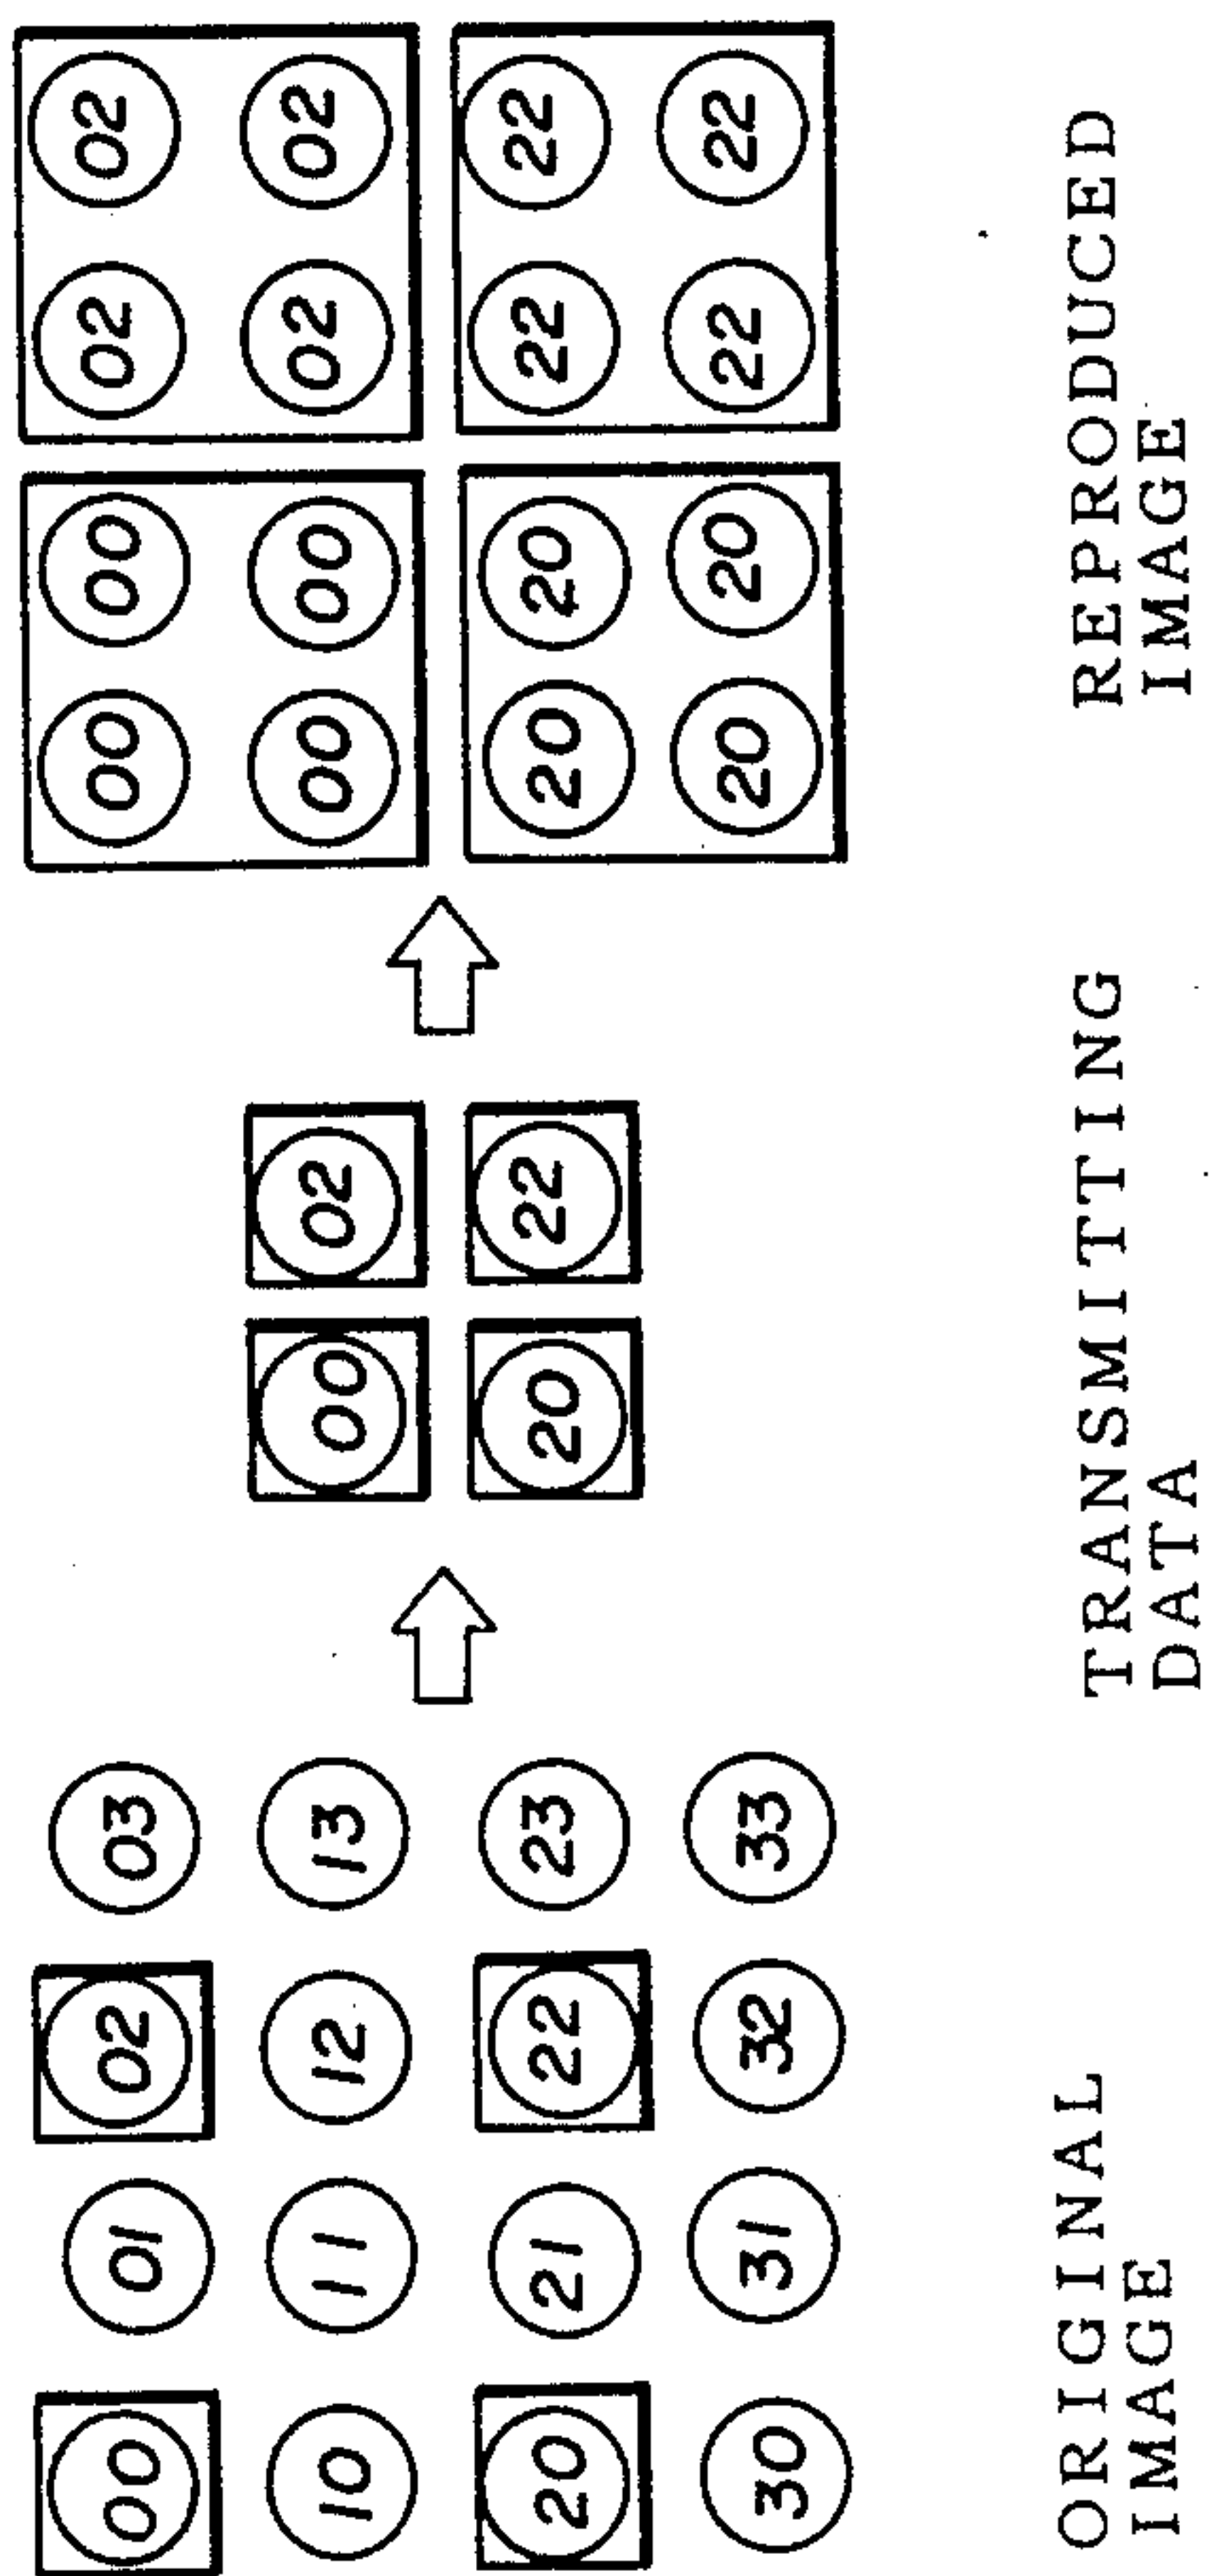 00 01 02 03 00 00 02 02
10 11 12 13 00 02 00 00 02 02
20 21 22 23 20 22 20 20 22 22
30 31 32 33 20 20 22 22
ORIGINAL TRANSMITTING REPRODUCED
IMAGE DATA IMAGE